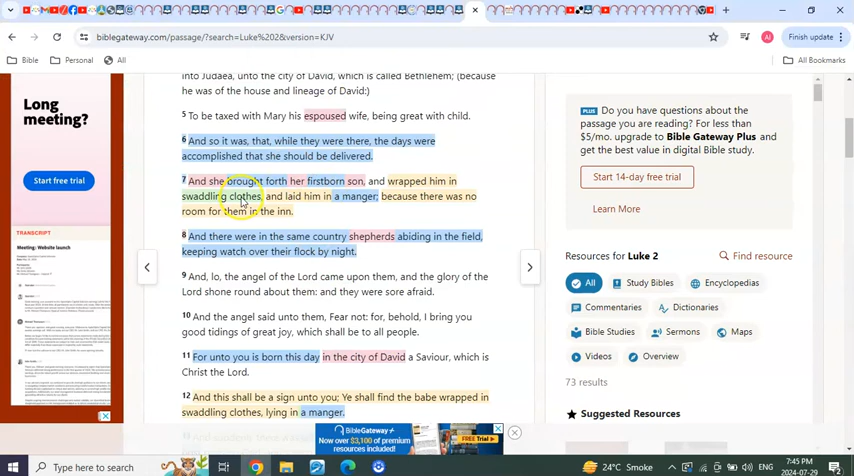 Finish update
biblegateway.com/passage/?search=Luke%202&version=KJV
Bible
Personal
All
All Bookmarks
Long
meeting?
Start free trial
TRANSCRIPT
Meeting: Website launch
into Judaea, unto the city of David, which is called Bethlehem; (because
he was of the house and lineage of David:)
5 To be taxed with Mary his espoused wife, being great with child.
6 And so it was, that, while they were there, the days were
accomplished that she should be delivered.
7 And she brought forth her firstborn son, and wrapped him in
swaddling clothes, and laid him in a manger; because there was no
room for them in the inn.
8 And there were in the same country shepherds abiding in the field,
keeping watch over their flock by night.
9 And, lo, the angel of the Lord came upon them, and the glory of the
Lord shone round about them: and they were sore afraid.
10 And the angel said unto them, Fear not: for, behold, I bring you
good tidings of great joy, which shall be to all people.
11 For unto you is born this day in the city of David a Saviour, which is
Christ the Lord.
12 And this shall be a sign unto you; Ye shall find the babe wrapped in
swaddling clothes, lying in a manger.
PLUS Do you have questions about the
passage you are reading? For less than
$5/mo. upgrade to Bible Gateway Plus and
get the best value in digital Bible study.
Start 14-day free trial
Learn More
Resources for Luke 2
Find resource
All
Study Bibles
Encyclopedias
Commentaries
Dictionaries
Bible Studies
Sermons
Maps
Videos
Overview
73 results
Suggested Resources
BIBLEGATEWAY+
Now over $3,100 of premium
resources included!
FREE Trial
Type here to search
24°C Smoke
ENG
7:45 PM
2024-07-29